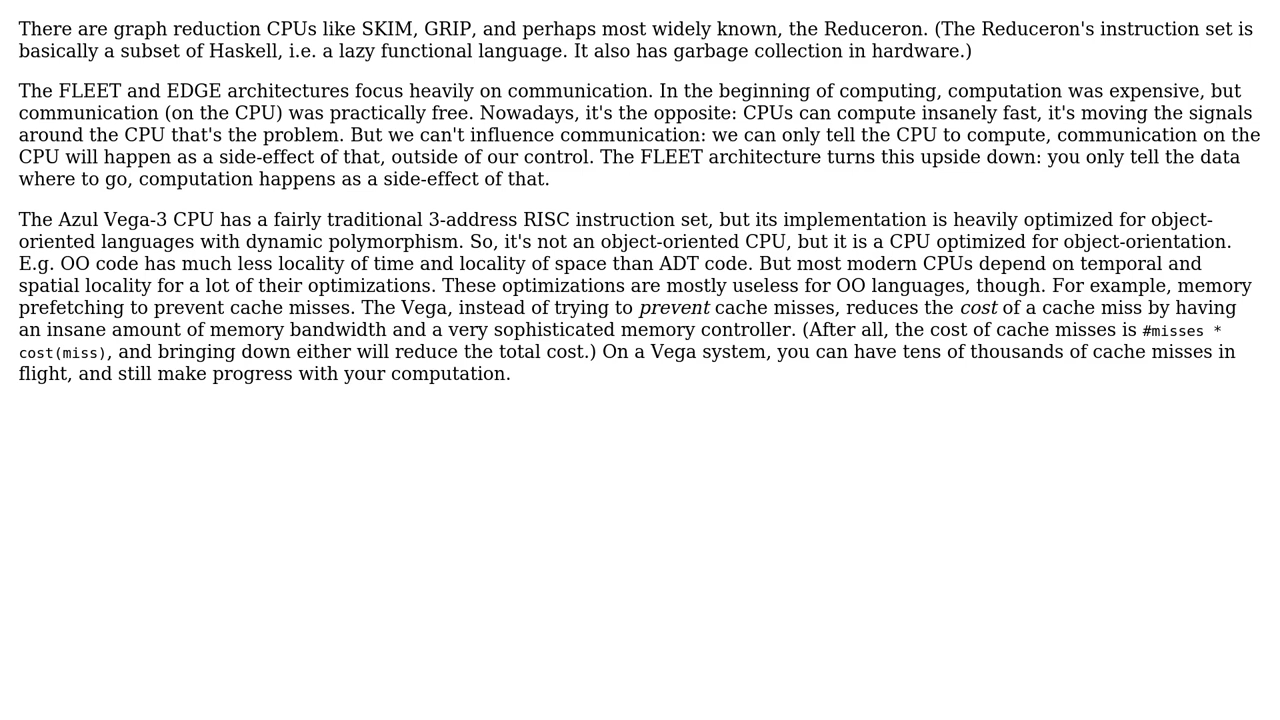 There are graph reduction CPUs like SKIM, GRIP, and perhaps most widely known, the Reduceron. (The Reduceron's instruction set is
basically a subset of Haskell, i.e. a lazy functional language. It also has garbage collection in hardware.)
The FLEET and EDGE architectures focus heavily on communication. In the beginning of computing, computation was expensive, but
communication (on the CPU) was practically free. Nowadays, it's the opposite: CPUs can compute insanely fast, it's moving the signals
around the CPU that's the problem. But we can't influence communication: we can only tell the CPU to compute, communication on the
CPU will happen as a side-effect of that, outside of our control. The FLEET architecture turns this upside down: you only tell the data
where to go, computation happens as a side-effect of that.
The Azul Vega-3 CPU has a fairly traditional 3-address RISC instruction set, but its implementation is heavily optimized for object-
oriented languages with dynamic polymorphism. So, it's not an object-oriented CPU, but it is a CPU optimized for object-orientation.
E.g. OO code has much less locality of time and locality of space than ADT code. But most modern CPUs depend on temporal and
spatial locality for a lot of their optimizations. These optimizations are mostly useless for OO languages, though. For example, memory
prefetching to prevent cache misses. The Vega, instead of trying to prevent cache misses, reduces the cost of a cache miss by having
an insane amount of memory bandwidth and a very sophisticated memory controller. (After all, the cost of cache misses is #misses *
cost(miss), and bringing down either will reduce the total cost.) On a Vega system, you can have tens of thousands of cache misses in
flight, and still make progress with your computation.